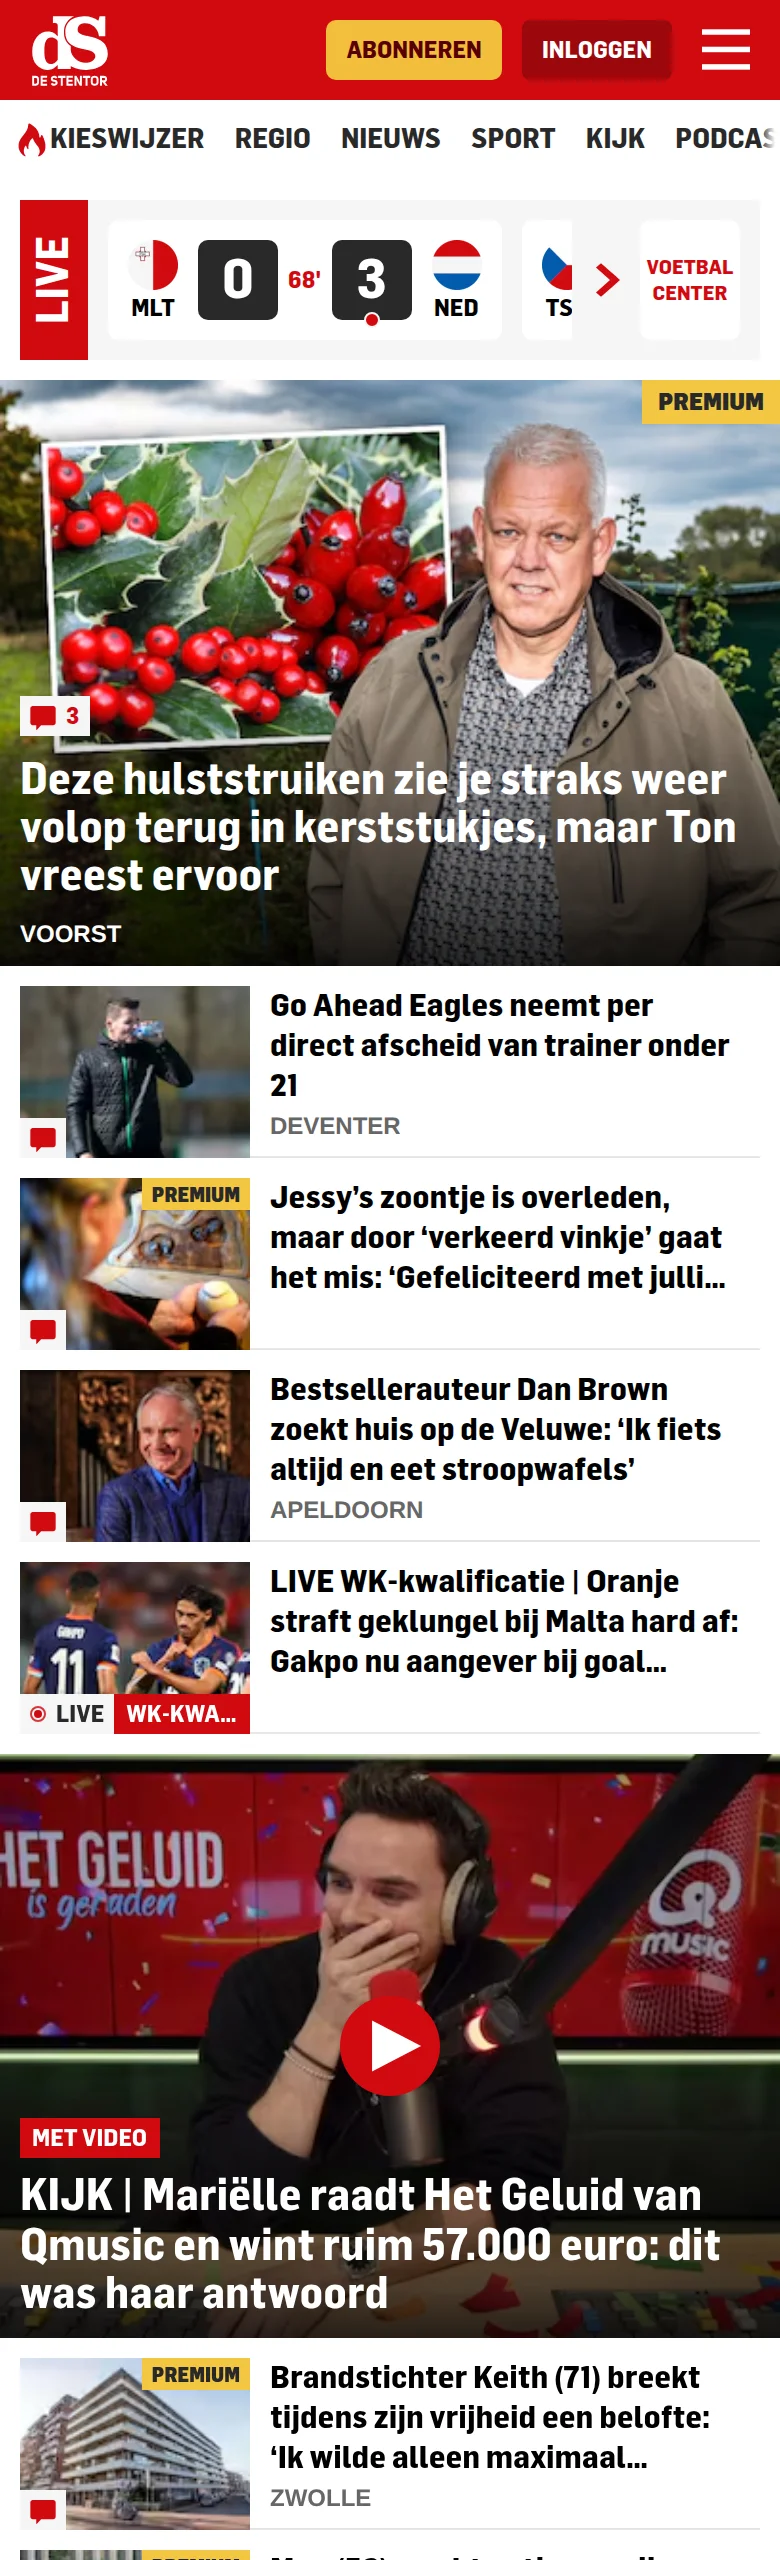 dS
DE STENTOR
ABONNEREN
INLOGGEN
KIESWIJZER REGIO NIEUWS SPORT KIJK PODCAS
LIVE
MLT
0
68'
3
NED
TS
VOETBAL
CENTER
PREMIUM
3
Deze hulststruiken zie je straks weer
volop terug in kerststukjes, maar Ton
vreest ervoor
VOORST
Go Ahead Eagles neemt per
direct afscheid van trainer onder
21
DEVENTER
PREMIUM
Jessy’s zoontje is overleden,
maar door ‘verkeerd vinkje’ gaat
het mis: ‘Gefeliciteerd met julli...
Bestsellerauteur Dan Brown
zoekt huis op de Veluwe: ‘Ik fiets
altijd en eet stroopwafels’
APELDOORN
GAKPO
11
LIVE WK-KWA...
LIVE WK-kwalificatie | Oranje
straft geklungel bij Malta hard af:
Gakpo nu aangever bij goal...
HET GELUID
is geraden
music
MET VIDEO
KIJK | Mariëlle raadt Het Geluid van
Qmusic en wint ruim 57.000 euro: dit
was haar antwoord
PREMIUM
Brandstichter Keith (71) breekt
tijdens zijn vrijheid een belofte:
‘Ik wilde alleen maximaal...
ZWOLLE
PREMIUM